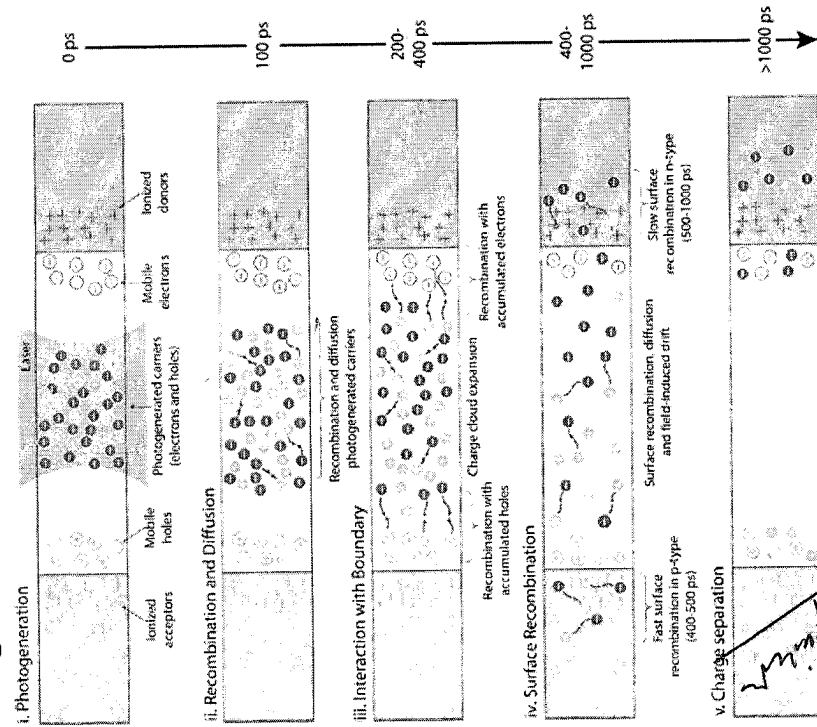 i. Photogeneration
0 ps
Laser
Ionized
acceptors
Mobile
holes
Photogenerated carriers
(electrons and holes)
Mobile
electrons
Ionized
donors
ii. Recombination and Diffusion
100 ps
Recombination and diffusion
photogenerated carriers
iii. Interaction with Boundary
200-
400 ps
Recombination with
accumulated holes
Charge cloud expansion
Recombination with
accumulated electrons
iv. Surface Recombination
400-
1000 ps
Fast surface
recombination in p-type
(400-500 ps)
Surface recombination, diffusion
and field-induced drift
Slow surface
recombination in n-type
(500-1000 ps)
v. Charge separation
>1000 ps